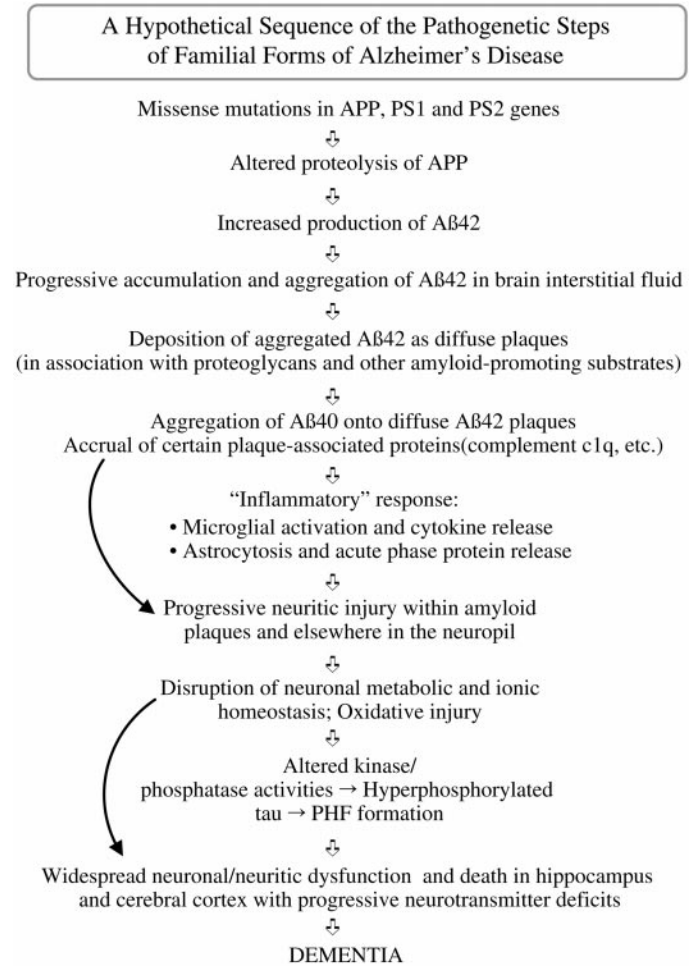 A Hypothetical Sequence of the Pathogenetic Steps
of Familial Forms of Alzheimer’s Disease
Missense mutations in APP, PS1 and PS2 genes
⇩
Altered proteolysis of APP
⇩
Increased production of Aß42
⇩
Progressive accumulation and aggregation of Aß42 in brain interstitial fluid
⇩
Deposition of aggregated Aß42 as diffuse plaques
(in association with proteoglycans and other amyloid-promoting substrates)
⇩
Aggregation of Aß40 onto diffuse Aß42 plaques
Accrual of certain plaque-associated proteins(complement c1q, etc.)
⇩
“Inflammatory” response:
• Microglial activation and cytokine release
• Astrocytosis and acute phase protein release
⇩
Progressive neuritic injury within amyloid
plaques and elsewhere in the neuropil
⇩
Disruption of neuronal metabolic and ionic
homeostasis; Oxidative injury
⇩
Altered kinase/
phosphatase activities → Hyperphosphorylated
tau → PHF formation
⇩
Widespread neuronal/neuritic dysfunction and death in hippocampus
and cerebral cortex with progressive neurotransmitter deficits
⇩
DEMENTIA